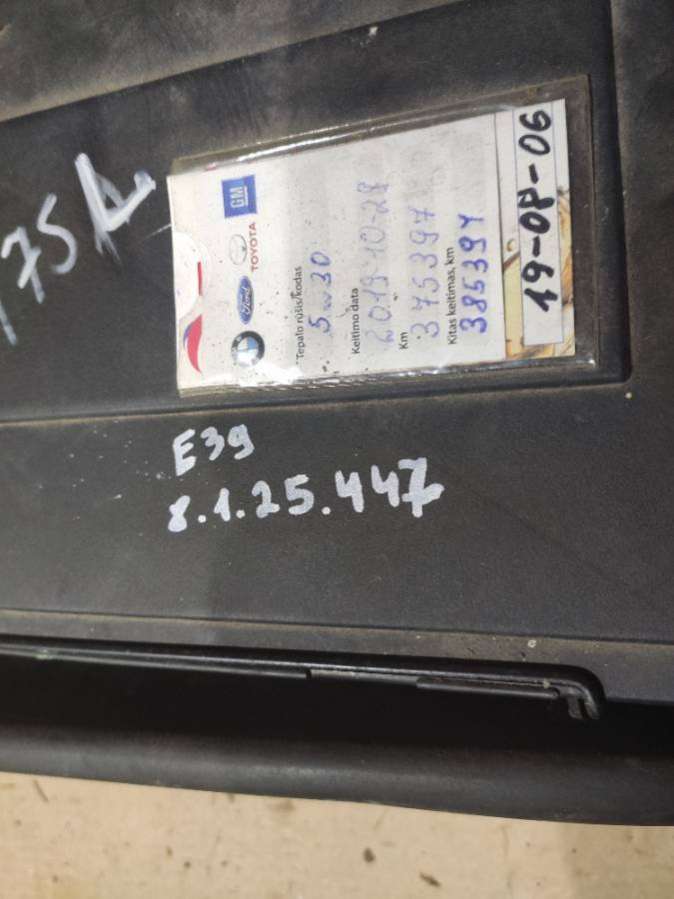 175A
GM
TOYOTA
Ford
Tepalo rūšis/kodas
5w30
Keitimo data
2019-10-28
Km
375397
Kitas keitimas, km
385397
19-08-06
E39
8.1.25.447